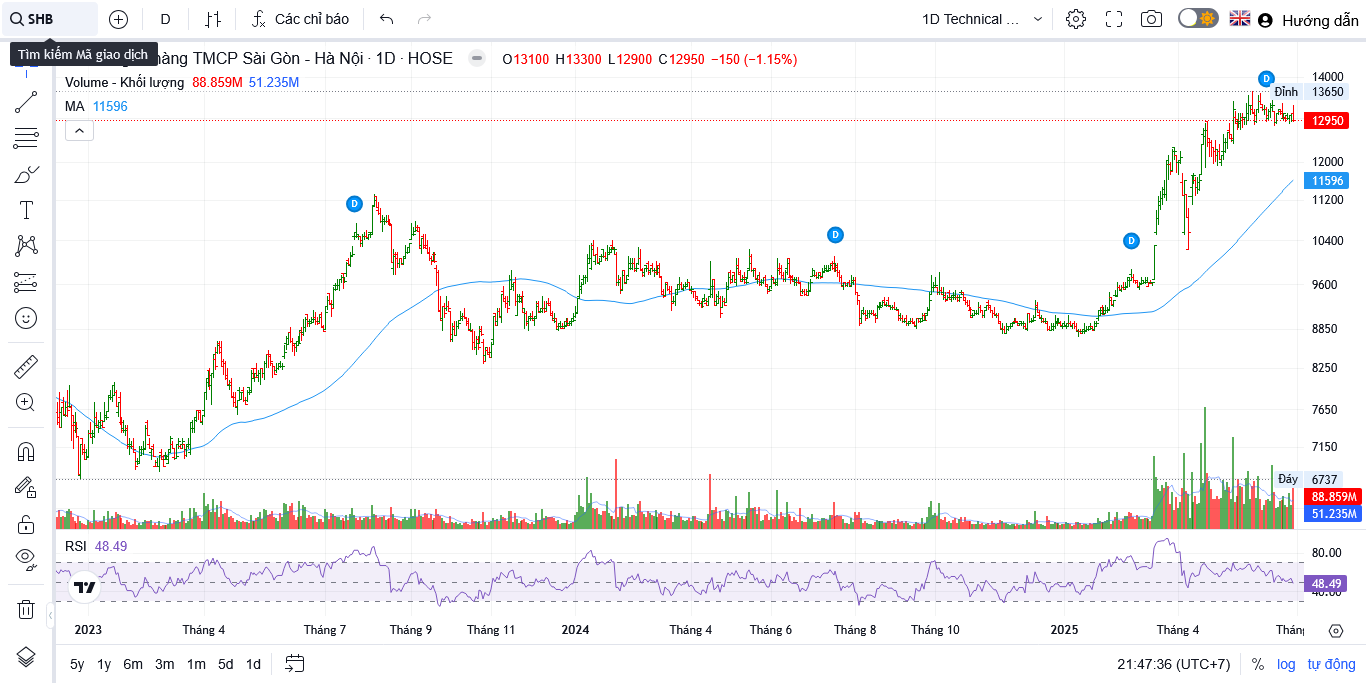 SHB
D
Các chỉ báo
1D Technical ...
Hướng dẫn
Tìm kiếm Mã giao dịch
hàng TMCP Sài Gòn - Hà Nội · 1D · HOSE
O13100 H13300 L12900 C12950 −150 (−1.15%)
Volume - Khối lượng 88.859M 51.235M
MA 11596
D
D
D
D
Đỉnh 13650
14000
12950
12000
11596
11200
10400
9600
8850
8250
7650
7150
Đáy 6737
88.859M
51.235M
RSI 48.49
80.00
48.49
40.00
2023
Tháng 4
Tháng 7
Tháng 9
Tháng 11
2024
Tháng 4
Tháng 6
Tháng 8
Tháng 10
2025
Tháng 4
5y 1y 6m 3m 1m 5d 1d
21:47:36 (UTC+7)
% log tự động